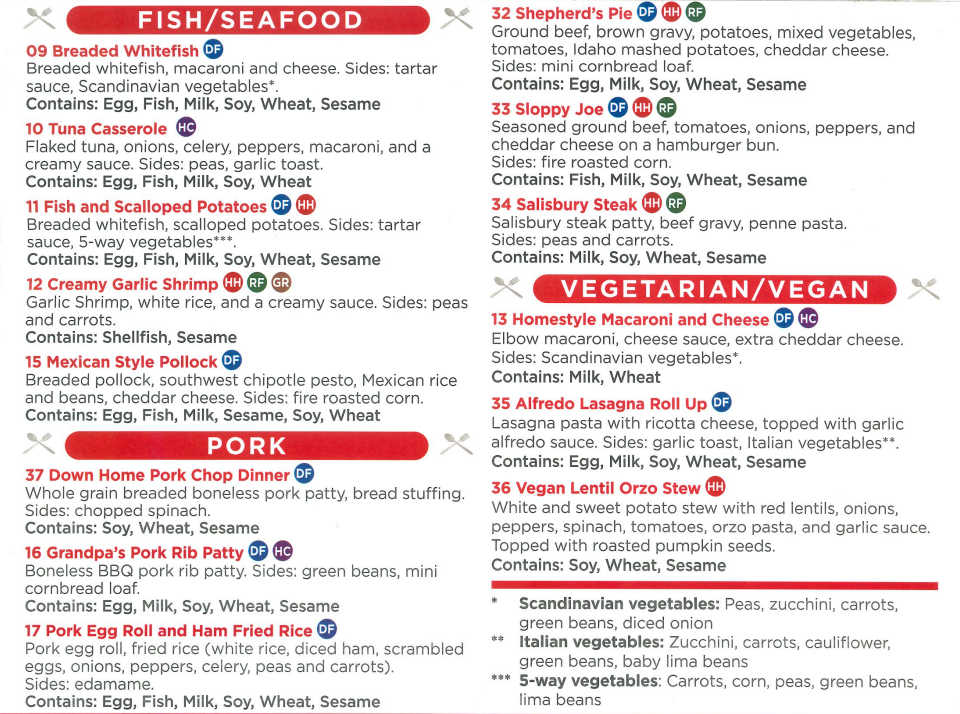 FISH/SEAFOOD
09 Breaded Whitefish DF
Breaded whitefish, macaroni and cheese. Sides: tartar
sauce, Scandinavian vegetables*.
Contains: Egg, Fish, Milk, Soy, Wheat, Sesame
10 Tuna Casserole HC
Flaked tuna, onions, celery, peppers, macaroni, and a
creamy sauce. Sides: peas, garlic toast.
Contains: Egg, Fish, Milk, Soy, Wheat
11 Fish and Scalloped Potatoes DF HH
Breaded whitefish, scalloped potatoes. Sides: tartar
sauce, 5-way vegetables***.
Contains: Egg, Fish, Milk, Soy, Wheat, Sesame
12 Creamy Garlic Shrimp HH RF GR
Garlic Shrimp, white rice, and a creamy sauce. Sides: peas
and carrots.
Contains: Shellfish, Sesame
15 Mexican Style Pollock DF
Breaded pollock, southwest chipotle pesto, Mexican rice
and beans, cheddar cheese. Sides: fire roasted corn.
Contains: Egg, Fish, Milk, Sesame, Soy, Wheat
PORK
37 Down Home Pork Chop Dinner DF
Whole grain breaded boneless pork patty, bread stuffing.
Sides: chopped spinach.
Contains: Soy, Wheat, Sesame
16 Grandpa's Pork Rib Patty DF HC
Boneless BBQ pork rib patty. Sides: green beans, mini
cornbread loaf.
Contains: Egg, Milk, Soy, Wheat, Sesame
17 Pork Egg Roll and Ham Fried Rice DF
Pork egg roll, fried rice (white rice, diced ham, scrambled
eggs, onions, peppers, celery, peas and carrots).
Sides: edamame.
Contains: Egg, Fish, Milk, Soy, Wheat, Sesame
32 Shepherd's Pie DF HH RF
Ground beef, brown gravy, potatoes, mixed vegetables,
tomatoes, Idaho mashed potatoes, cheddar cheese.
Sides: mini cornbread loaf.
Contains: Egg, Milk, Soy, Wheat, Sesame
33 Sloppy Joe DF HH RF
Seasoned ground beef, tomatoes, onions, peppers, and
cheddar cheese on a hamburger bun.
Sides: fire roasted corn.
Contains: Fish, Milk, Soy, Wheat, Sesame
34 Salisbury Steak HH RF
Salisbury steak patty, beef gravy, penne pasta.
Sides: peas and carrots.
Contains: Milk, Soy, Wheat, Sesame
VEGETARIAN/VEGAN
13 Homestyle Macaroni and Cheese DF HC
Elbow macaroni, cheese sauce, extra cheddar cheese.
Sides: Scandinavian vegetables*.
Contains: Milk, Wheat
35 Alfredo Lasagna Roll Up DF
Lasagna pasta with ricotta cheese, topped with garlic
alfredo sauce. Sides: garlic toast, Italian vegetables**.
Contains: Egg, Milk, Soy, Wheat, Sesame
36 Vegan Lentil Orzo Stew HH
White and sweet potato stew with red lentils, onions,
peppers, spinach, tomatoes, orzo pasta, and garlic sauce.
Topped with roasted pumpkin seeds.
Contains: Soy, Wheat, Sesame
* Scandinavian vegetables: Peas, zucchini, carrots,
green beans, diced onion
** Italian vegetables: Zucchini, carrots, cauliflower,
green beans, baby lima beans
*** 5-way vegetables: Carrots, corn, peas, green beans,
lima beans